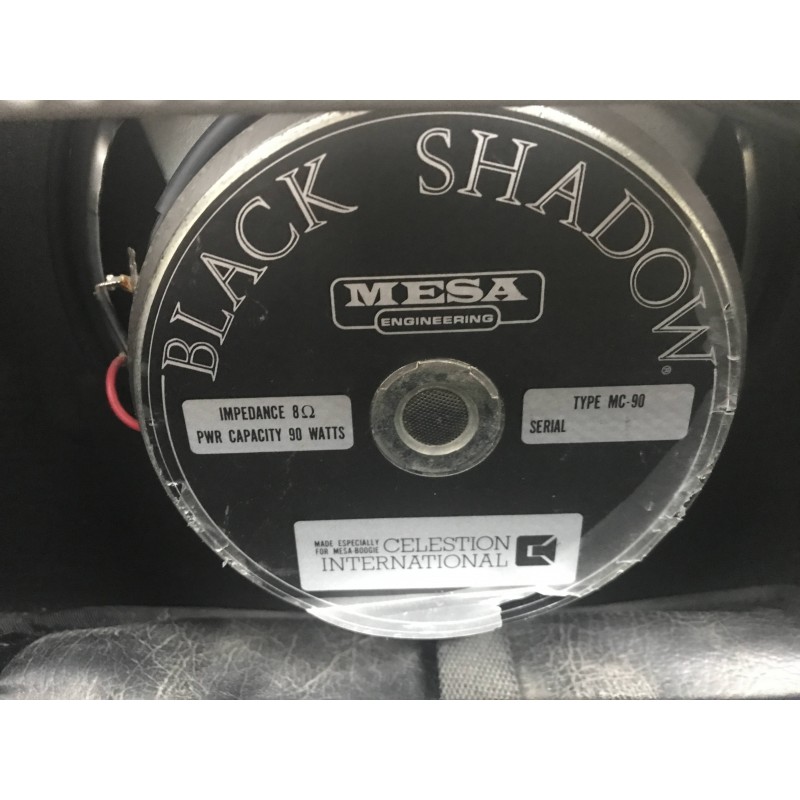 BLACK SHADOW®
MESA
ENGINEERING
IMPEDANCE 8Ω
PWR CAPACITY 90 WATTS
TYPE MC-90
SERIAL
MADE ESPECIALLY
FOR MESA-BOOGIE
CELESTION
INTERNATIONAL